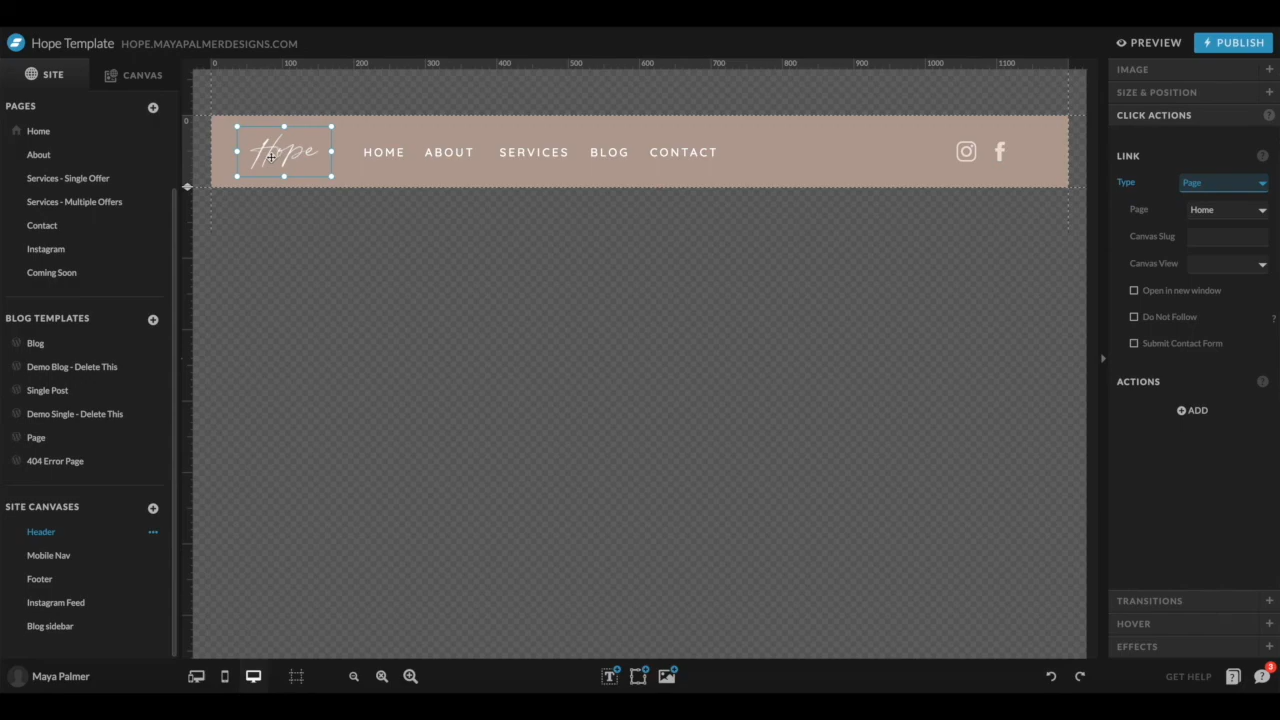 Hope Template HOPE.MAYAPALMERDESIGNS.COM
PREVIEW PUBLISH
SITE CANVAS
PAGES
Home
About
Services - Single Offer
Services - Multiple Offers
Contact
Instagram
Coming Soon
BLOG TEMPLATES
Blog
Demo Blog - Delete This
Single Post
Demo Single - Delete This
Page
404 Error Page
SITE CANVASES
Header
Mobile Nav
Footer
Instagram Feed
Blog sidebar
Maya Palmer
0 100 200 300 400 500 600 700 800 900 1000 1100
0
Hope HOME ABOUT SERVICES BLOG CONTACT
IMAGE
SIZE & POSITION
CLICK ACTIONS ?
LINK ?
Type Page
Page Home
Canvas Slug
Canvas View
Open in new window
Do Not Follow ?
Submit Contact Form
ACTIONS ?
ADD
TRANSITIONS
HOVER
EFFECTS
GET HELP ? ? 3